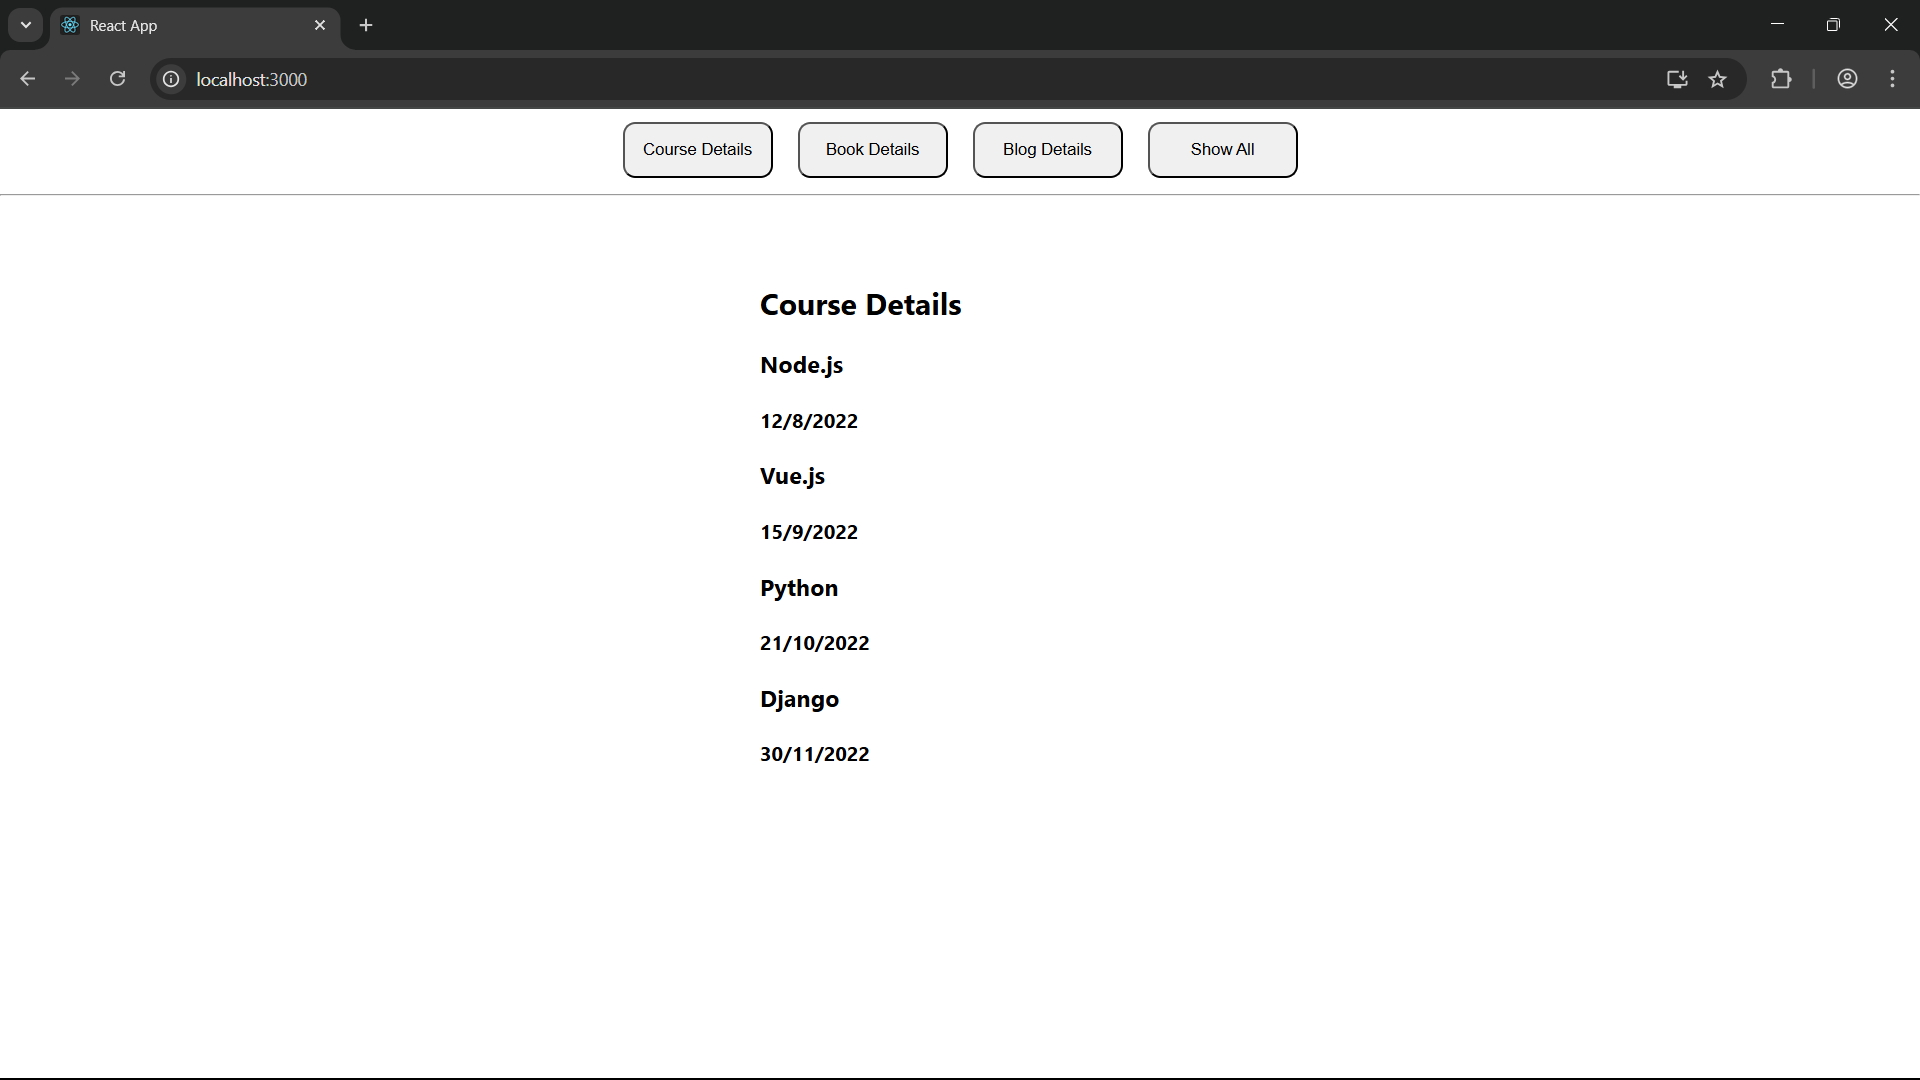 React App
localhost:3000
Course Details Book Details Blog Details Show All
Course Details
Node.js
12/8/2022
Vue.js
15/9/2022
Python
21/10/2022
Django
30/11/2022